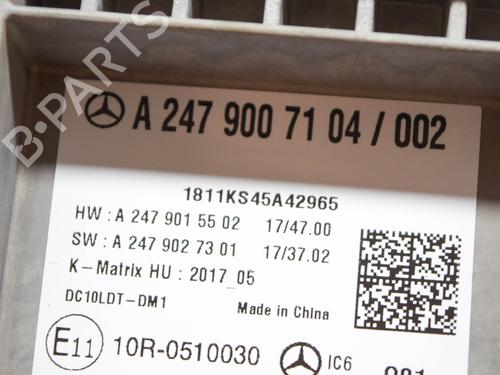 B-PARTS
A 247 900 71 04 / 002
1811KS45A42965
HW : A 247 901 55 02 17/47.00
SW : A 247 902 73 01 17/37.02
K-Matrix HU : 2017_05
DC10LDT-DM1 Made in China
E11 10R-0510030 IC6